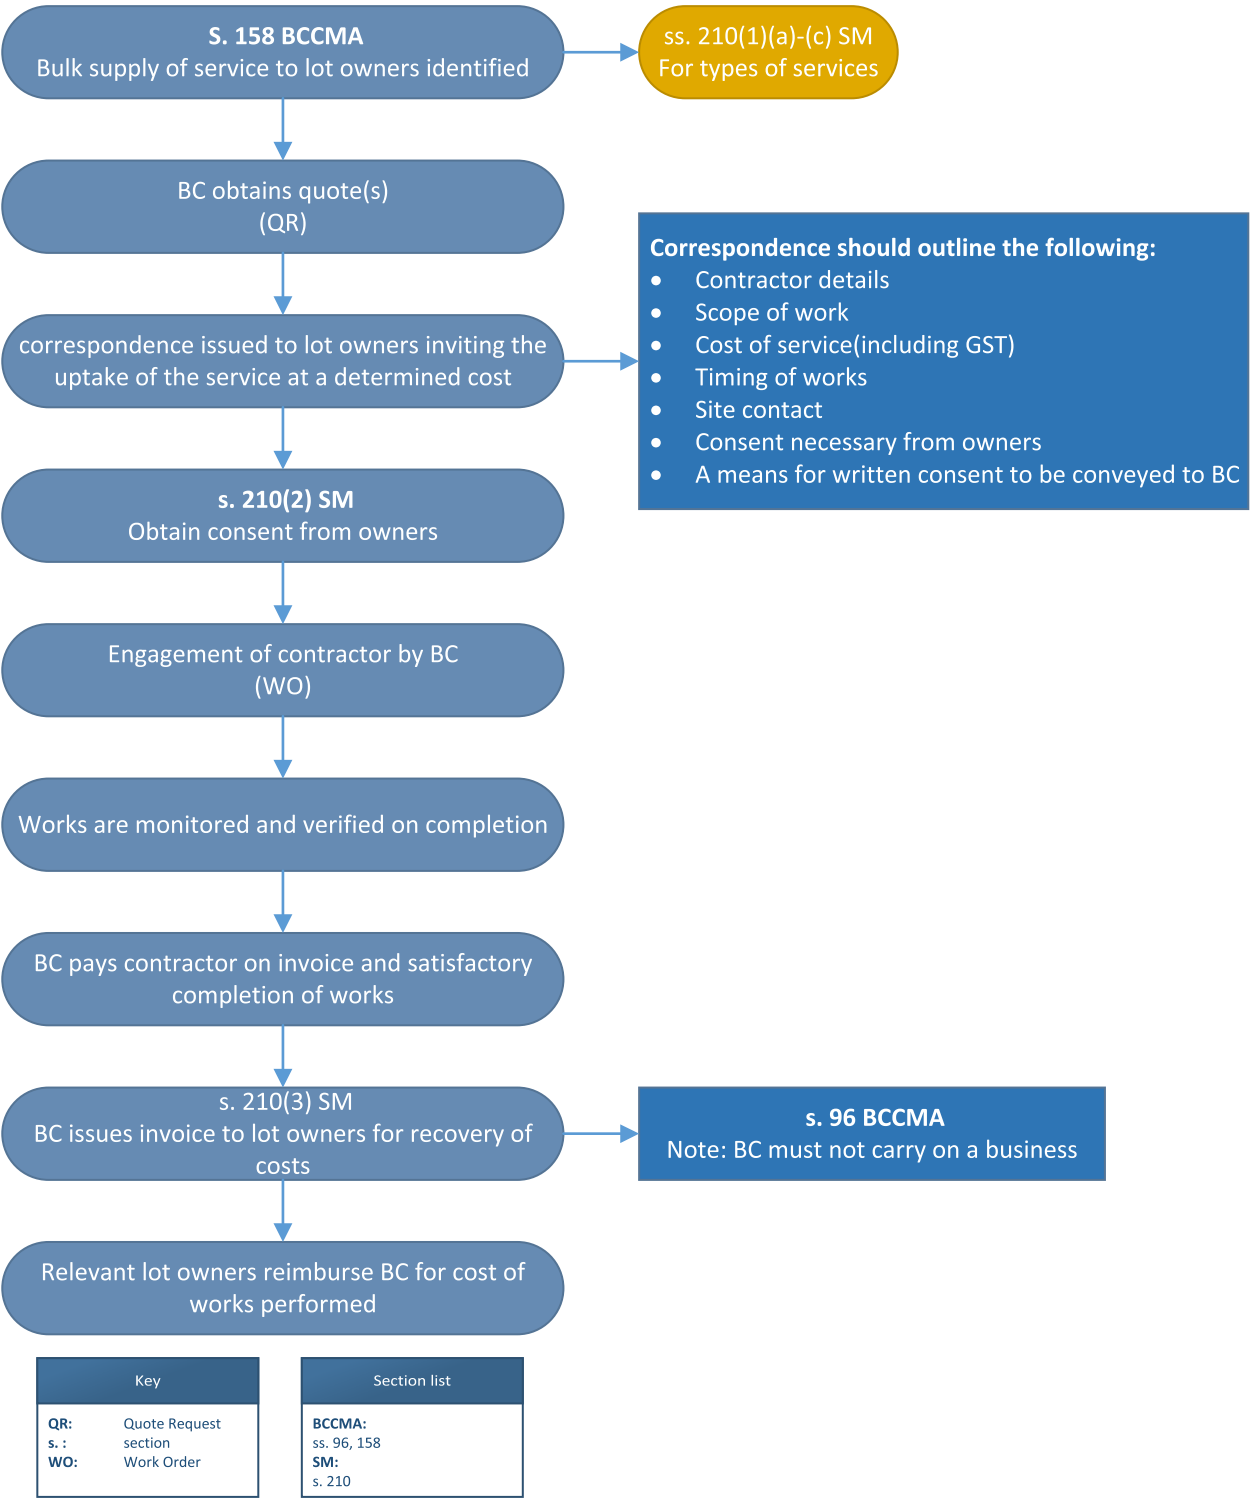 S. 158 BCCMA
Bulk supply of service to lot owners identified
ss. 210(1)(a)-(c) SM
For types of services
BC obtains quote(s)
(QR)
correspondence issued to lot owners inviting the
uptake of the service at a determined cost
Correspondence should outline the following:
• Contractor details
• Scope of work
• Cost of service(including GST)
• Timing of works
• Site contact
• Consent necessary from owners
• A means for written consent to be conveyed to BC
s. 210(2) SM
Obtain consent from owners
Engagement of contractor by BC
(WO)
Works are monitored and verified on completion
BC pays contractor on invoice and satisfactory
completion of works
s. 210(3) SM
BC issues invoice to lot owners for recovery of
costs
s. 96 BCCMA
Note: BC must not carry on a business
Relevant lot owners reimburse BC for cost of
works performed
Key
QR: Quote Request
s. : section
WO: Work Order
Section list
BCCMA:
ss. 96, 158
SM:
s. 210